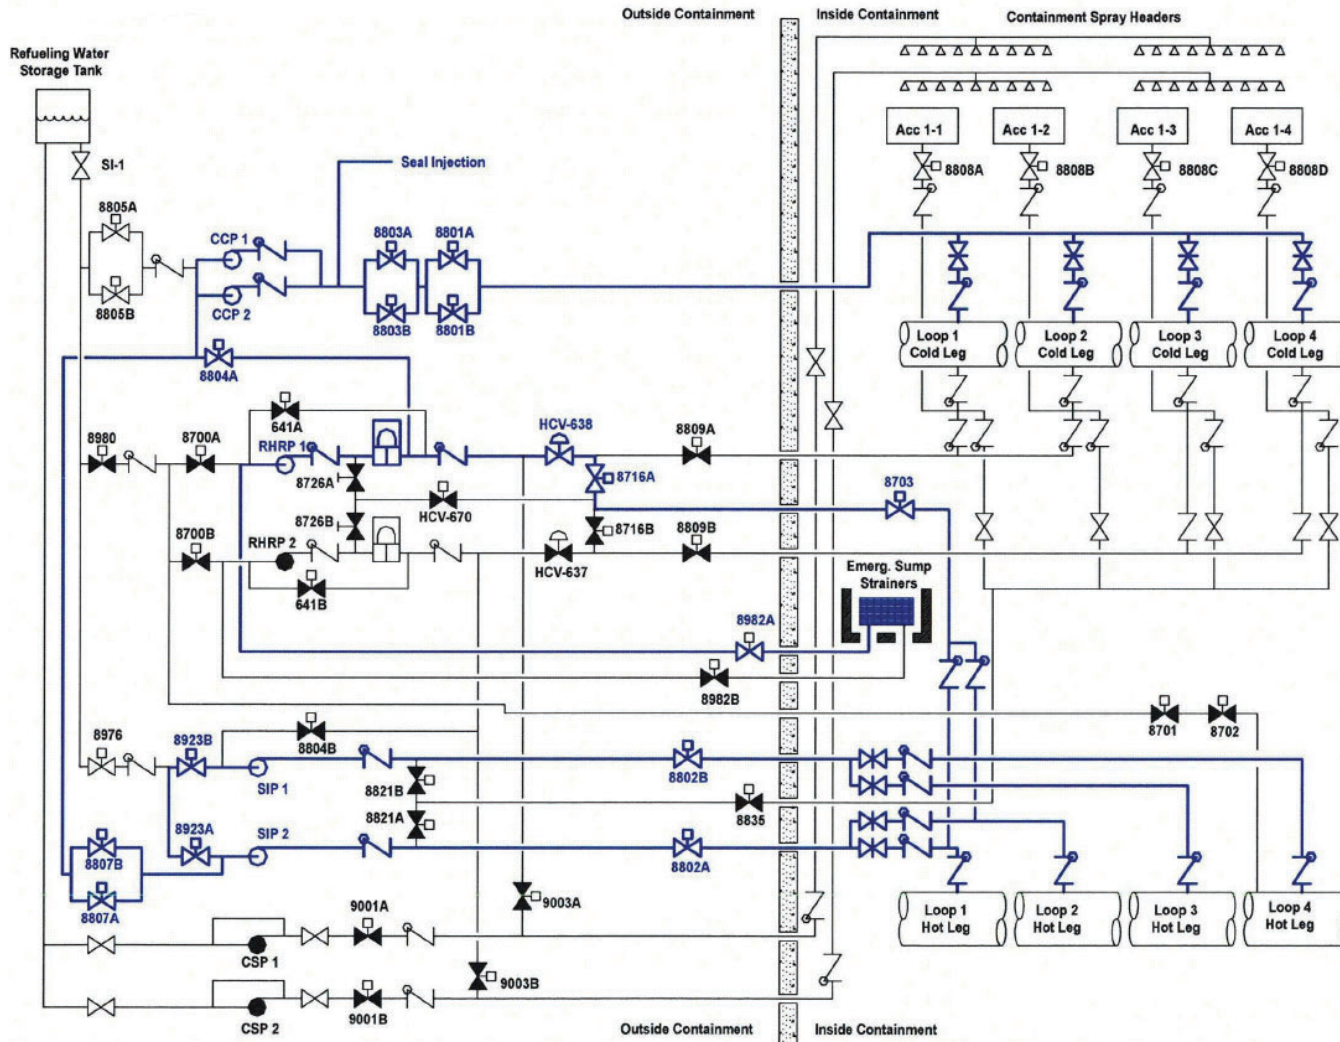 Outside Containment
Inside Containment
Containment Spray Headers
Refueling Water
Storage Tank
SI-1
Seal Injection
Acc 1-1
Acc 1-2
Acc 1-3
Acc 1-4
8808A
8808B
8808C
8808D
8805A
8805B
CCP 1
CCP 2
8803A
8801A
8803B
8801B
8804A
Loop 1
Cold Leg
Loop 2
Cold Leg
Loop 3
Cold Leg
Loop 4
Cold Leg
641A
8980
8700A
RHRP 1
HCV-638
8809A
8726A
8716A
HCV-670
8703
8726B
8716B
8700B
RHRP 2
8809B
HCV-637
641B
Emerg. Sump
Strainers
8982A
8982B
8701
8702
8976
8923B
8804B
SIP 1
8802B
8821B
8821A
8835
8923A
SIP 2
8807B
8802A
8807A
9001A
9003A
CSP 1
Loop 1
Hot Leg
Loop 2
Hot Leg
Loop 3
Hot Leg
Loop 4
Hot Leg
9003B
CSP 2
9001B
Outside Containment
Inside Containment